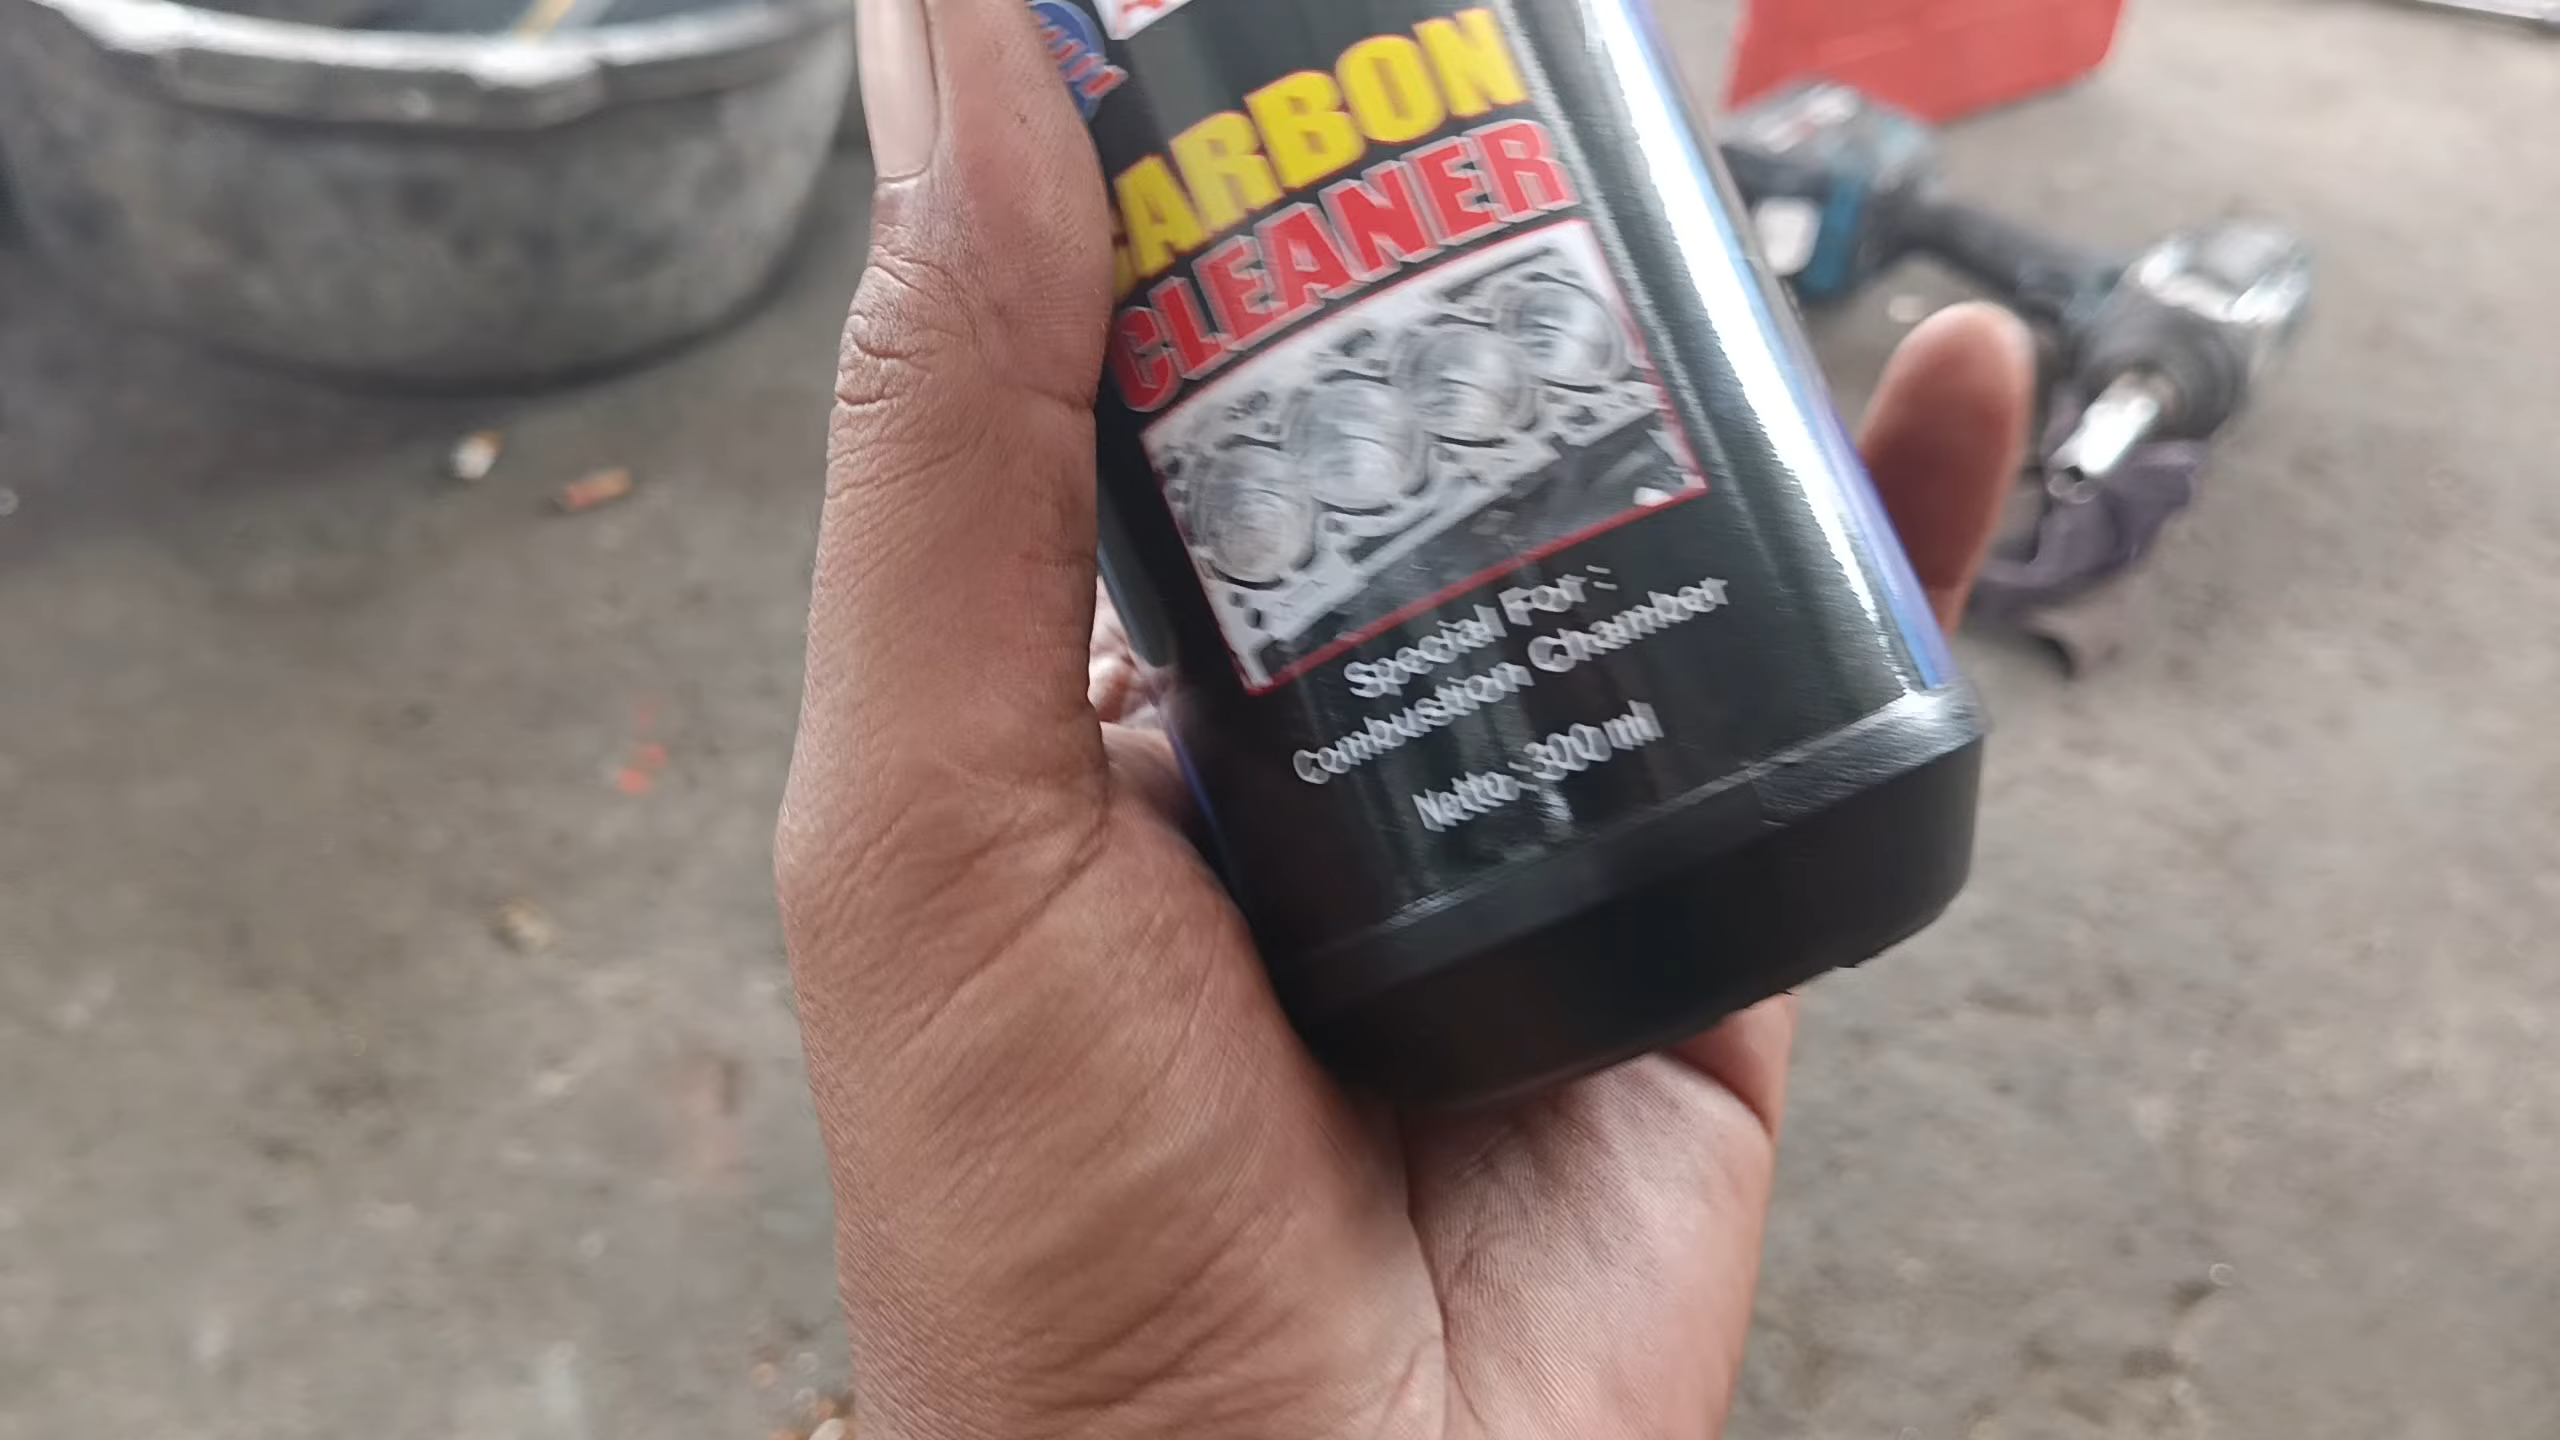 CARBON
CLEANER
Special For :
Combustion Chamber
Netto : 300 ml